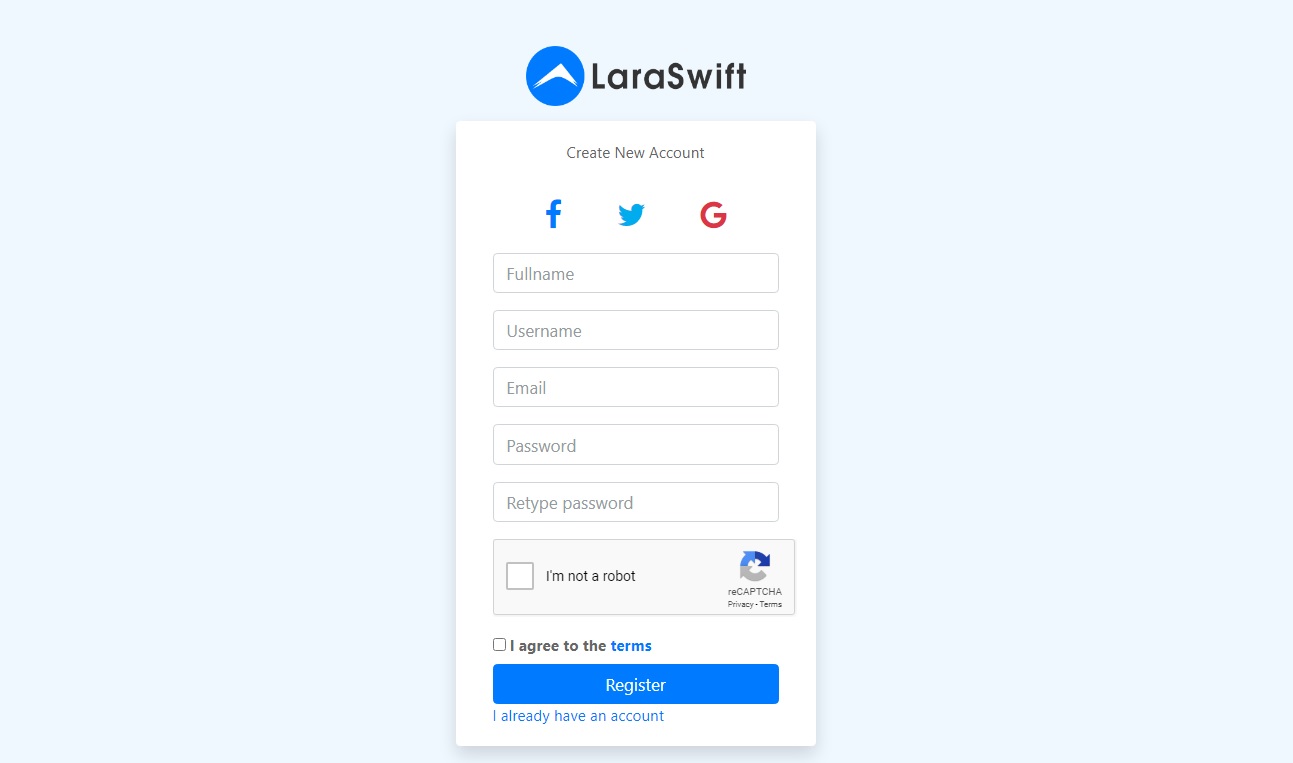 LaraSwift
Create New Account
Fullname
Username
Email
Password
Retype password
I'm not a robot
reCAPTCHA
Privacy - Terms
I agree to the terms
Register
I already have an account